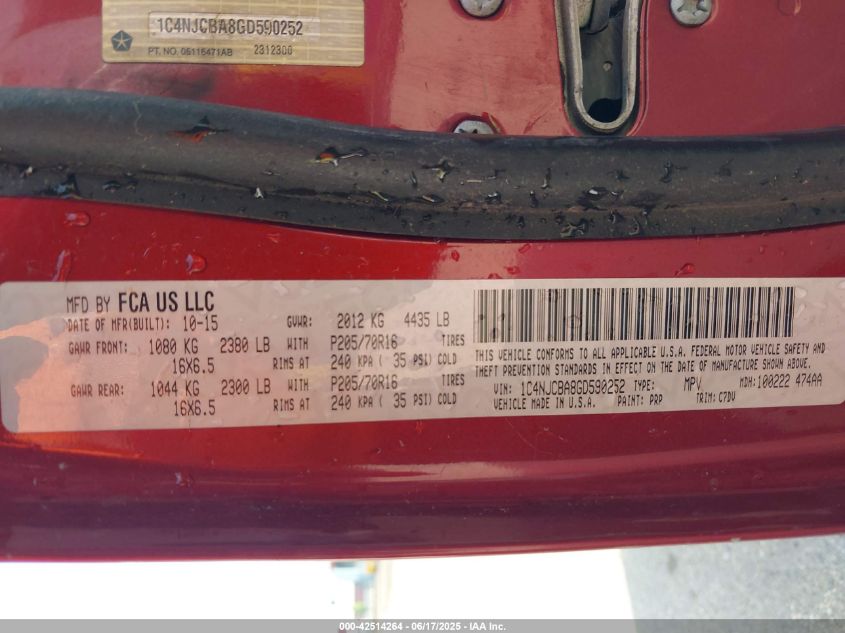 1C4NJCBA8GD590252
PT. NO. 05116471AB 2312300
MFD BY FCA US LLC
DATE OF MFR(BUILT): 10-15 GVWR: 2012 KG 4435 LB
GAWR FRONT: 1080 KG 2380 LB WITH P205/70R16 TIRES
16X6.5 RIMS AT 240 KPA ( 35 PSI) COLD
GAWR REAR: 1044 KG 2300 LB WITH P205/70R16 TIRES
16X6.5 RIMS AT 240 KPA ( 35 PSI) COLD
THIS VEHICLE CONFORMS TO ALL APPLICABLE U.S.A. FEDERAL MOTOR VEHICLE SAFETY AND
THEFT PREVENTION STANDARDS IN EFFECT ON THE DATE OF MANUFACTURE SHOWN ABOVE.
VIN: 1C4NJCBA8GD590252 TYPE: MPV MDH: 100222 474AA
VEHICLE MADE IN U.S.A. PAINT: PRP TRIM: C7DV
000-42514264 - 06/17/2025 - IAA Inc.